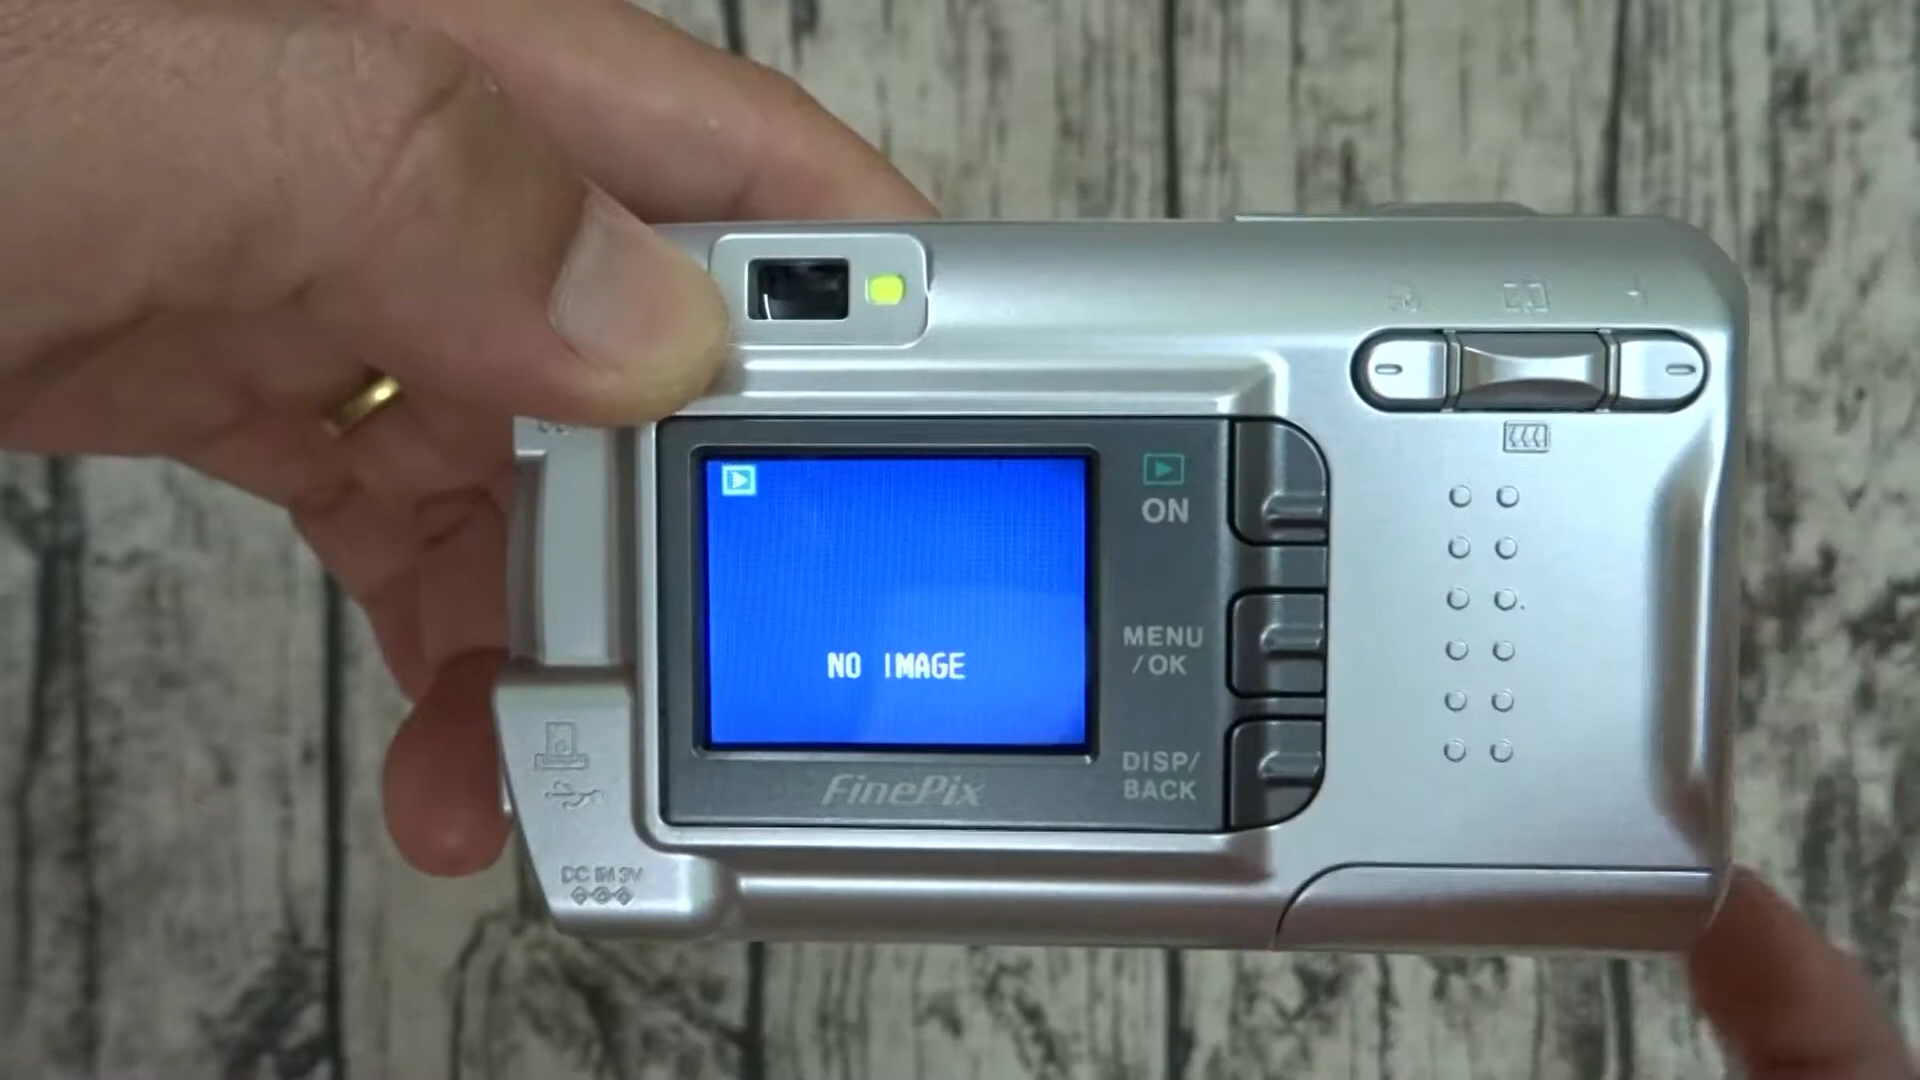 ON
NO IMAGE
MENU
/OK
DISP/
BACK
FinePix
DC IN 3V